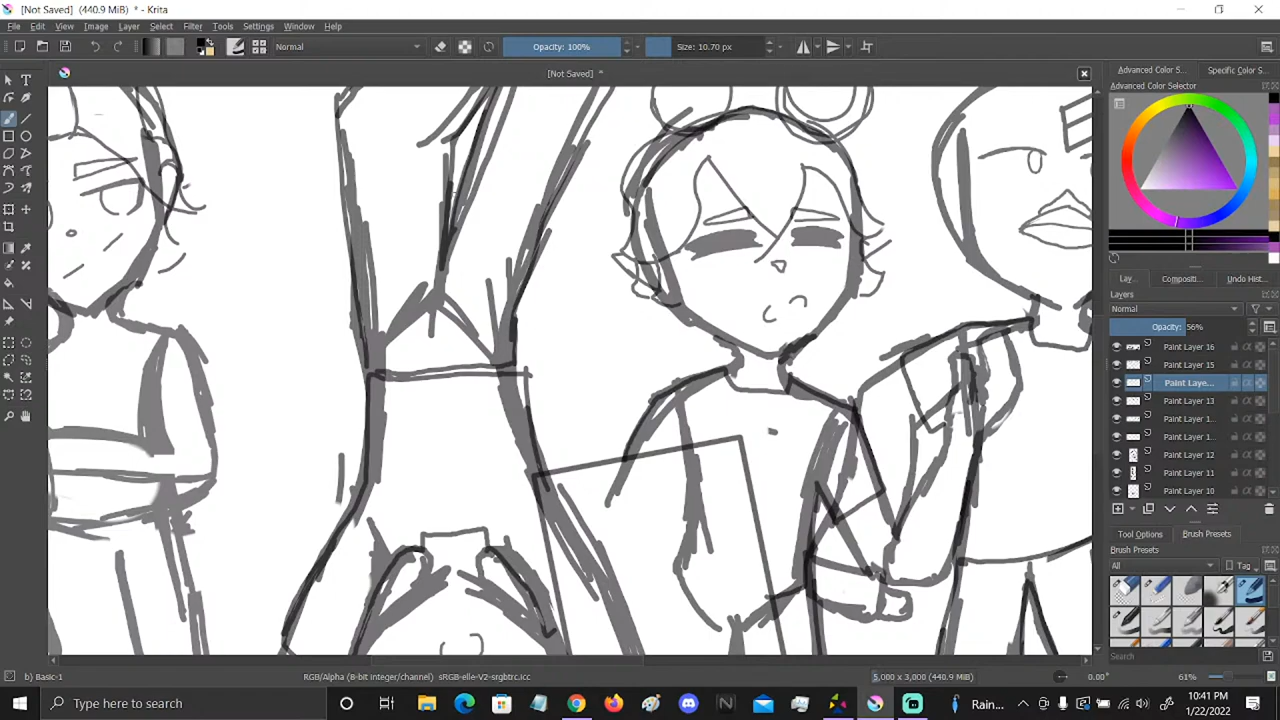 [Not Saved] (440.9 MiB) * - Krita
File Edit View Image Layer Select Filter Tools Settings Window Help
Normal Opacity: 100% Size: 10.70 px
[Not Saved] *
Advanced Color S... Specific Color S...
Advanced Color Selector
Lay... Compositi... Undo Hist...
Layers
Normal
Opacity: 56%
Paint Layer 16
Paint Layer 15
Paint Laye...
Paint Layer 13
Paint Layer 1...
Paint Layer 1...
Paint Layer 12
Paint Layer 11
Paint Layer 10
Tool Options Brush Presets
Brush Presets
All Tag
Search
b) Basic-1 RGB/Alpha (8-bit integer/channel) sRGB-elle-V2-srgbtrc.icc 5,000 x 3,000 (440.9 MiB) 0.00° 61%
Type here to search Rain... 10:41 PM
1/22/2022